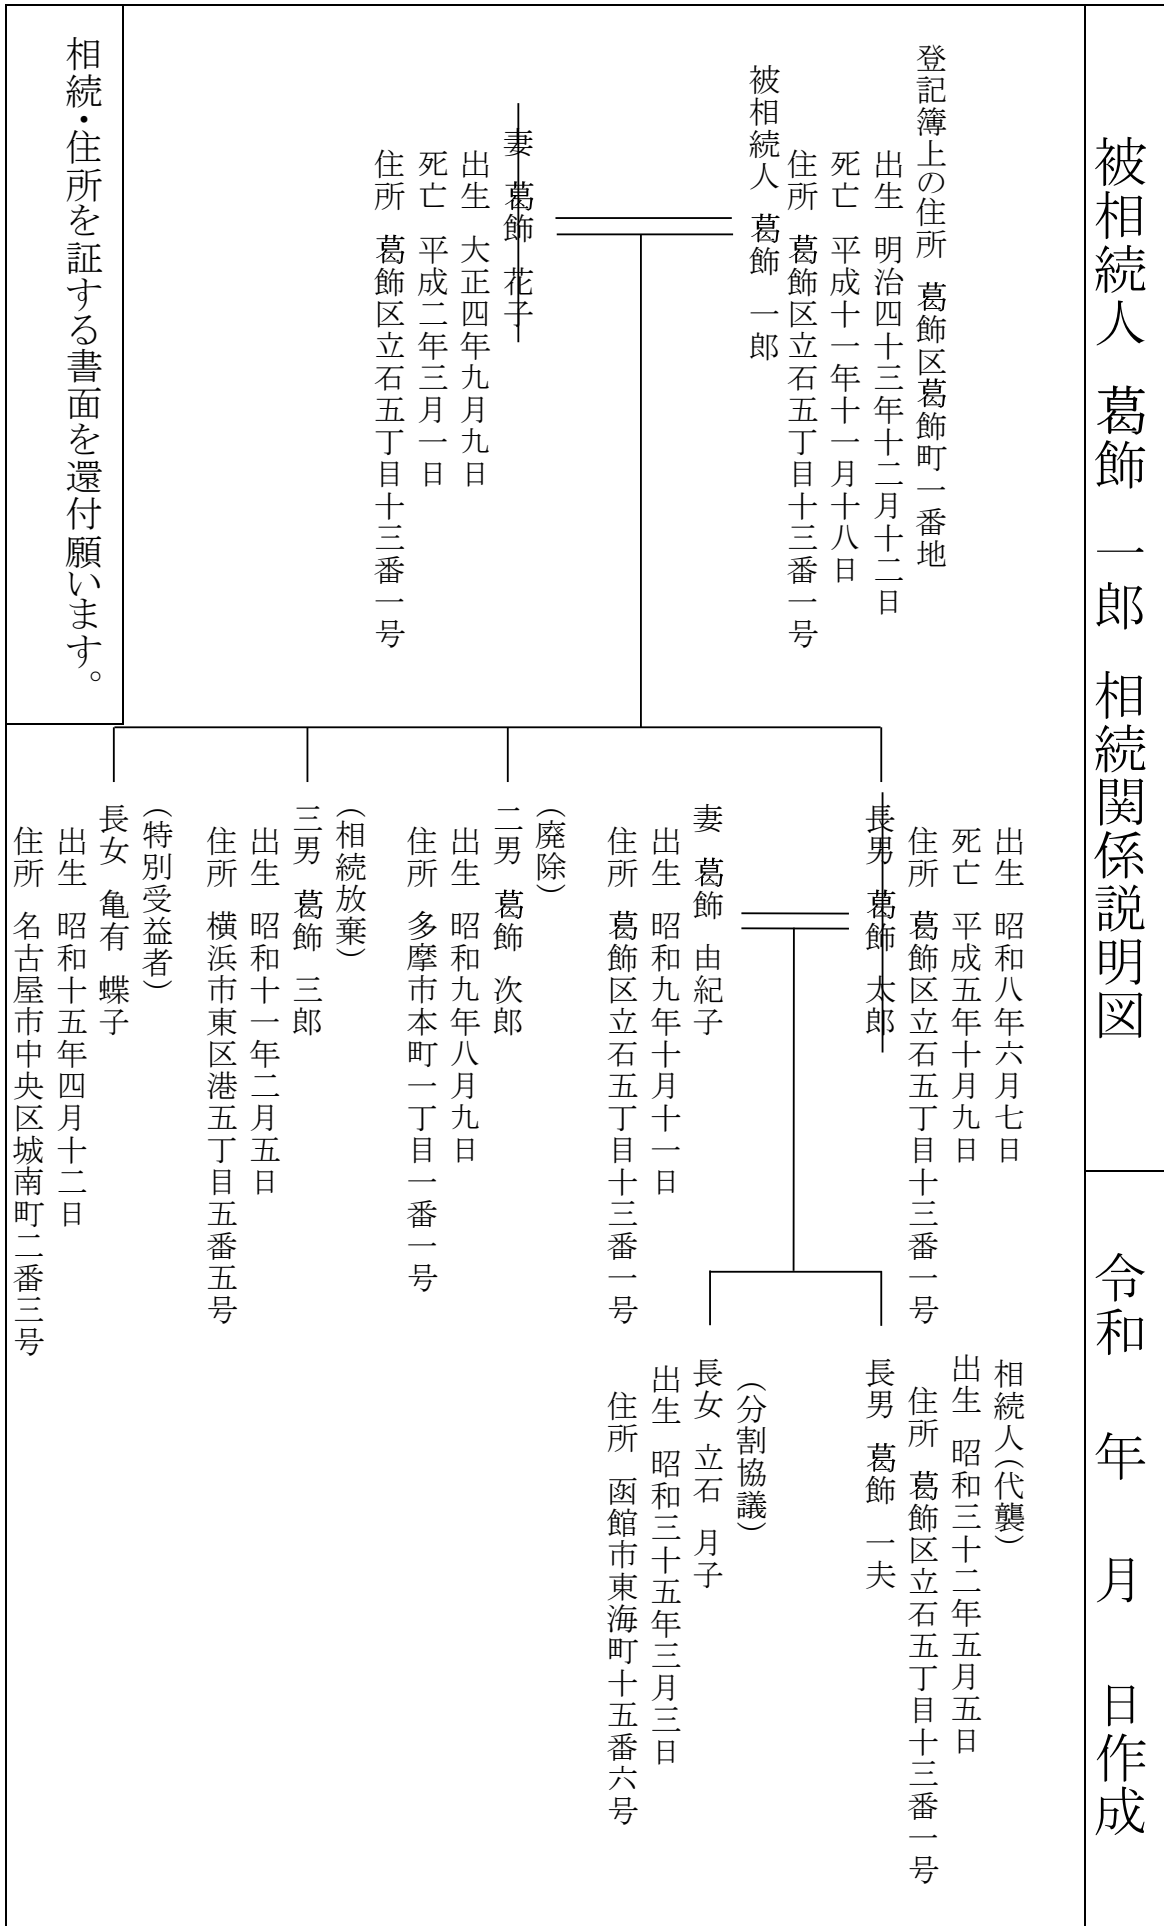 被相続人 葛飾 一郎 相続関係説明図
令和 年 月 日作成
登記簿上の住所 葛飾区葛飾町一番地
出生 明治四十三年十二月十二日
死亡 平成十一年十一月十八日
住所 葛飾区立石五丁目十三番一号
被相続人 葛飾 一郎
妻 葛飾 花子
出生 大正四年九月九日
死亡 平成二年三月一日
住所 葛飾区立石五丁目十三番一号
相続・住所を証する書面を還付願います。
出生 昭和八年六月七日
死亡 平成五年十月九日
住所 葛飾区立石五丁目十三番一号
長男 葛飾 太郎
妻 葛飾 由紀子
出生 昭和九年十月十一日
住所 葛飾区立石五丁目十三番一号
(廃除)
二男 葛飾 次郎
出生 昭和九年八月九日
住所 多摩市本町一丁目一番一号
(相続放棄)
三男 葛飾 三郎
出生 昭和十一年二月五日
住所 横浜市東区港五丁目五番五号
(特別受益者)
長女 亀有 蝶子
出生 昭和十五年四月十二日
住所 名古屋市中央区城南町二番三号
相続人(代襲)
出生 昭和三十二年五月五日
住所 葛飾区立石五丁目十三番一号
長男 葛飾 一夫
(分割協議)
長女 立石 月子
出生 昭和三十五年三月三日
住所 函館市東海町十五番六号